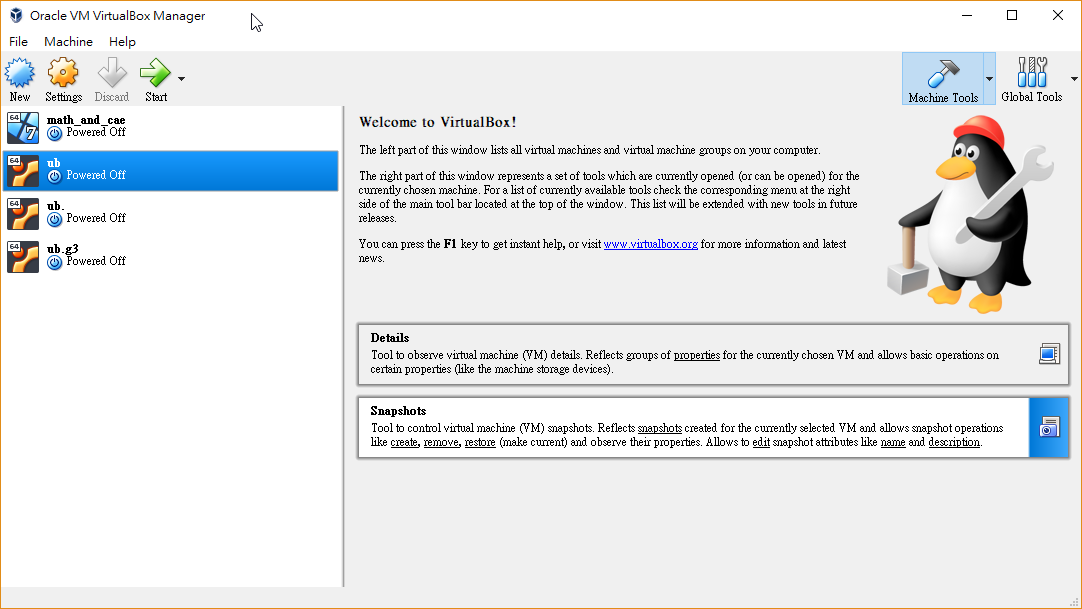 Oracle VM VirtualBox Manager
File Machine Help
New Settings Discard Start Machine Tools Global Tools
64 7 math_and_cae
Powered Off
64 ub
Powered Off
64 ub.
Powered Off
64 ub.g3
Powered Off
Welcome to VirtualBox!
The left part of this window lists all virtual machines and virtual machine groups on your computer.
The right part of this window represents a set of tools which are currently opened (or can be opened) for the
currently chosen machine. For a list of currently available tools check the corresponding menu at the right
side of the main tool bar located at the top of the window. This list will be extended with new tools in future
releases.
You can press the F1 key to get instant help, or visit www.virtualbox.org for more information and latest
news.
Details
Tool to observe virtual machine (VM) details. Reflects groups of properties for the currently chosen VM and allows basic operations on
certain properties (like the machine storage devices).
Snapshots
Tool to control virtual machine (VM) snapshots. Reflects snapshots created for the currently selected VM and allows snapshot operations
like create, remove, restore (make current) and observe their properties. Allows to edit snapshot attributes like name and description.